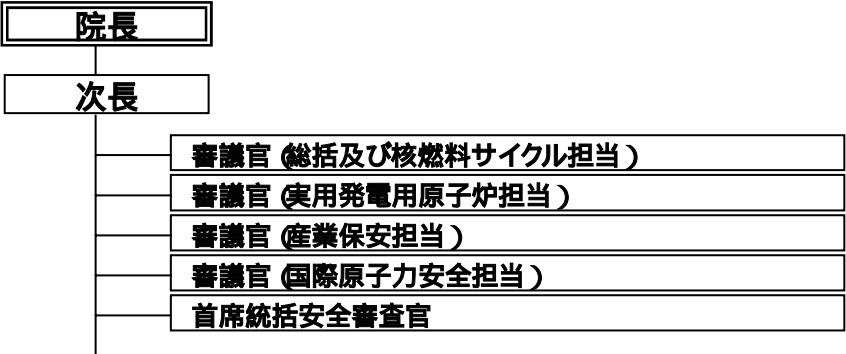 院長
次長
審議官(総括及び核燃料サイクル担当)
審議官(実用発電用原子炉担当)
審議官(産業保安担当)
審議官(国際原子力安全担当)
首席統括安全審査官